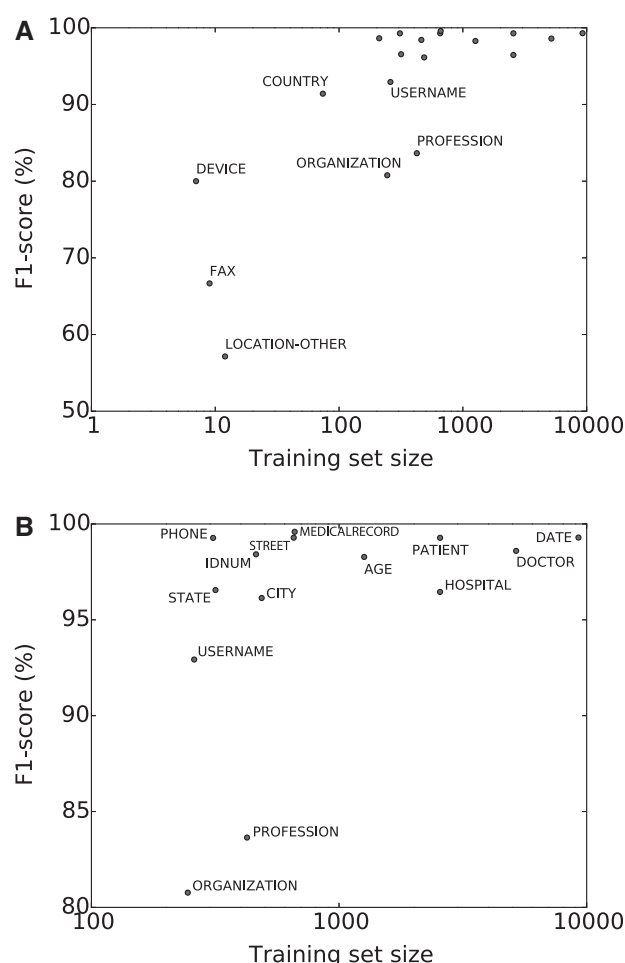 A
100
90
80
70
60
50
F1-score (%)
COUNTRY
USERNAME
PROFESSION
ORGANIZATION
DEVICE
FAX
LOCATION-OTHER
1
10
100
1000
10000
Training set size
B
100
95
90
85
80
F1-score (%)
PHONE
MEDICALRECORD
DATE
STREET
PATIENT
IDNUM
AGE
DOCTOR
STATE
CITY
HOSPITAL
USERNAME
PROFESSION
ORGANIZATION
100
1000
10000
Training set size